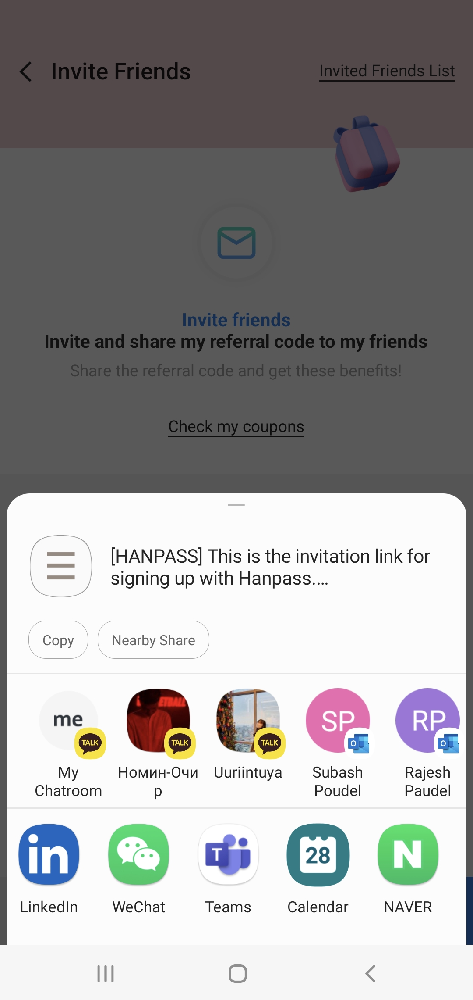 Invite Friends
Invited Friends List
Invite friends
Invite and share my referral code to my friends
Share the referral code and get these benefits!
Check my coupons
[HANPASS] This is the invitation link for
signing up with Hanpass....
Copy
Nearby Share
me
TALK
ETBALL
TALK
TALK
SP
O
RP
O
My
Chatroom
Номин-Очи
р
Uuriintuya
Subash
Poudel
Rajesh
Paudel
in
T
28
N
LinkedIn
WeChat
Teams
Calendar
NAVER